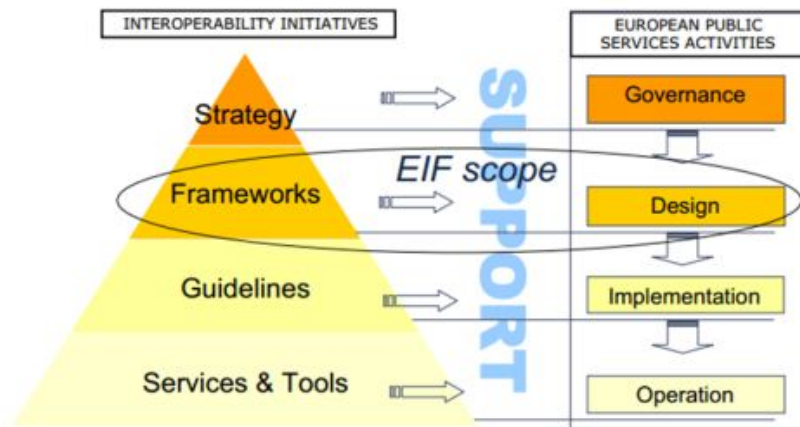 INTEROPERABILITY INITIATIVES
EUROPEAN PUBLIC
SERVICES ACTIVITIES
Strategy
SUPPORT
Governance
EIF scope
Frameworks
Design
Guidelines
Implementation
Services & Tools
Operation